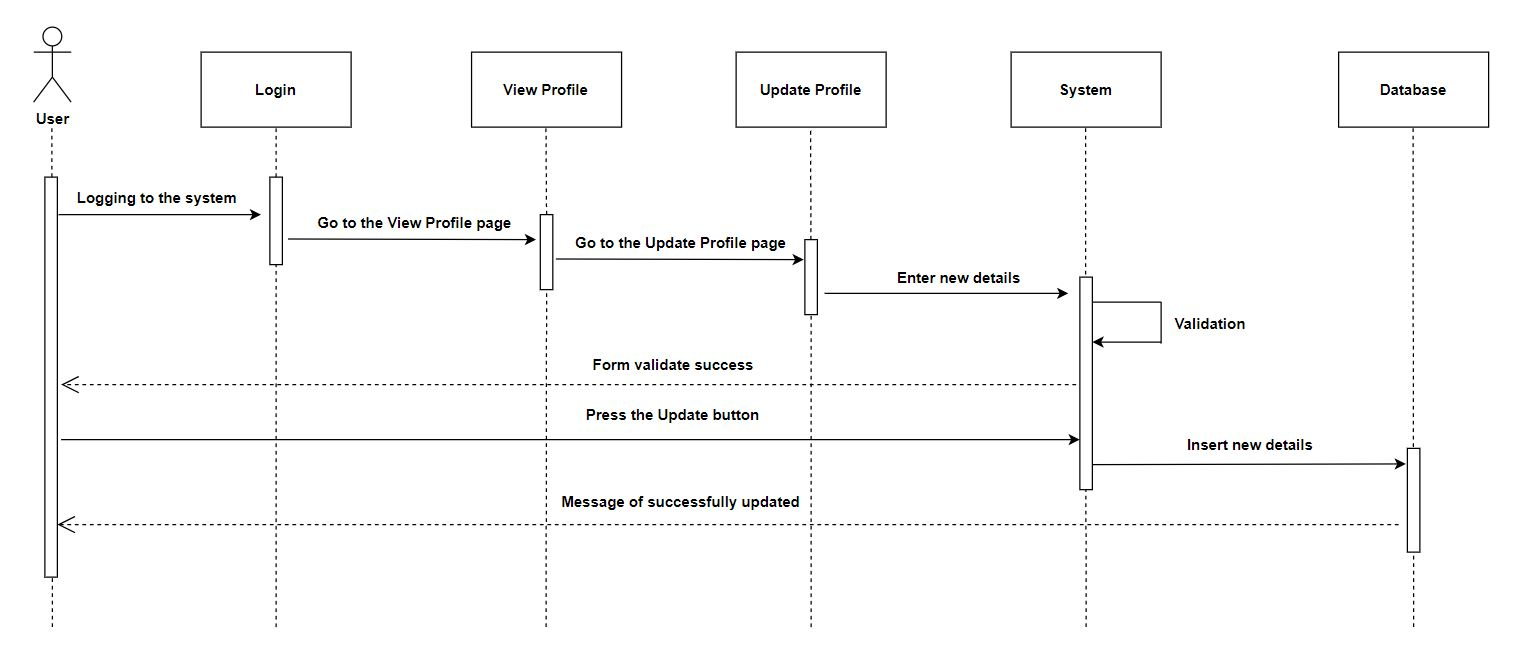 User
Login
View Profile
Update Profile
System
Database
Logging to the system
Go to the View Profile page
Go to the Update Profile page
Enter new details
Validation
Form validate success
Press the Update button
Insert new details
Message of successfully updated